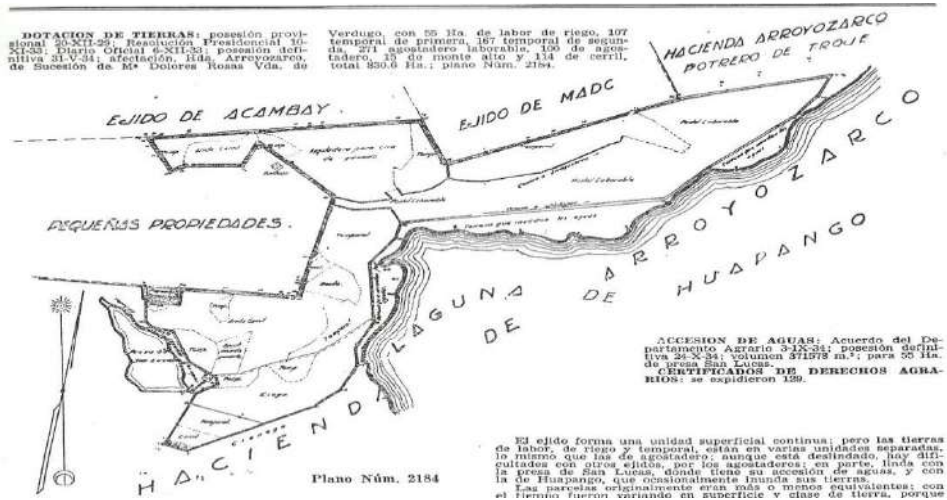 DOTACION DE TIERRAS: posesión provi-
sional 20-XII-29; Resolución Presidencial 16-
XI-33; Diario Oficial 6-XII-33; posesión defi-
nitiva 31-V-34; afectación, Hda. Arroyozarco,
de Sucesión de Mª Dolores Rosas Vda. de
Verdugo, con 55 Ha. de labor de riego, 107
temporal de primera, 167 temporal de segun-
da, 271 agostadero laborable, 100 de agos-
tadero, 15 de monte alto y 114 de cerril,
total 830.6 Ha.; plano Núm. 2184.
HACIENDA ARROYOZARCO
POTRERO DE TROJE
EJIDO DE ACAMBAY.
EJIDO DE MADO
PEQUEÑAS PROPIEDADES.
Pastal Laborable
Pastal Laborable
Temporal
Cienega
HACIENDA DE ARROYOZARCO
LAGUNA DE HUAPANGO
ACCESION DE AGUAS: Acuerdo del De-
partamento Agrario 3-IX-34; posesión defini-
tiva 24-X-34; volumen 371578 m.³; para 55 Ha.
de presa San Lucas.
CERTIFICADOS DE DERECHOS AGRA-
RIOS: se expidieron 129.
Plano Núm. 2184
El ejido forma una unidad superficial continua; pero las tierras
de labor, de riego y temporal, están en varias unidades separadas,
lo mismo que las de agostadero; aunque está deslindado, hay difi-
cultades con otros ejidos, por los agostaderos; en parte, linda con
la presa de San Lucas, donde tiene su accesión de aguas, y con
la de Huapango, que ocasionalmente inunda sus tierras.
Las parcelas originalmente eran más o menos equivalentes; con
el tiempo fueron variando en superficie y clase de tierra, porque